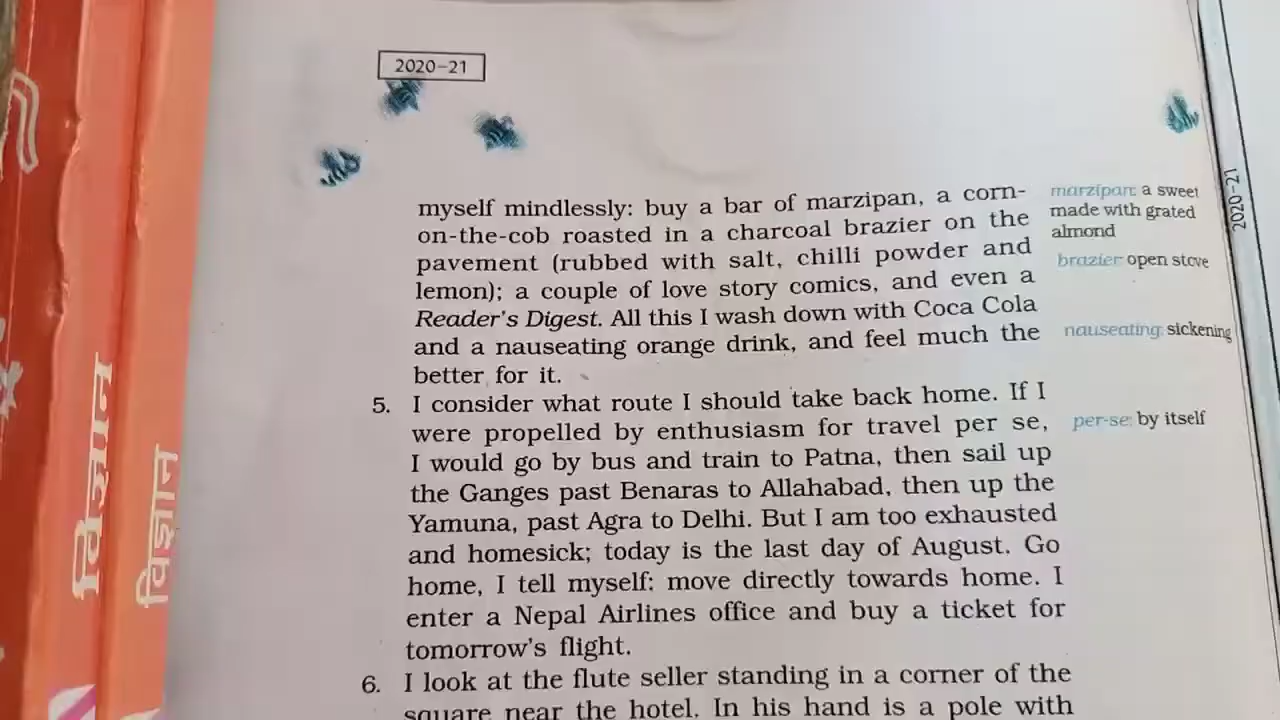 विज्ञान
विज्ञान
2020–21
myself mindlessly: buy a bar of marzipan, a corn-
on-the-cob roasted in a charcoal brazier on the
pavement (rubbed with salt, chilli powder and
lemon); a couple of love story comics, and even a
Reader's Digest. All this I wash down with Coca Cola
and a nauseating orange drink, and feel much the
better for it.
5. I consider what route I should take back home. If I
were propelled by enthusiasm for travel per se,
I would go by bus and train to Patna, then sail up
the Ganges past Benaras to Allahabad, then up the
Yamuna, past Agra to Delhi. But I am too exhausted
and homesick; today is the last day of August. Go
home, I tell myself: move directly towards home. I
enter a Nepal Airlines office and buy a ticket for
tomorrow's flight.
6. I look at the flute seller standing in a corner of the
square near the hotel. In his hand is a pole with
marzipan: a sweet
made with grated
almond
brazier: open stove
nauseating: sickening
per-se: by itself
2020-21